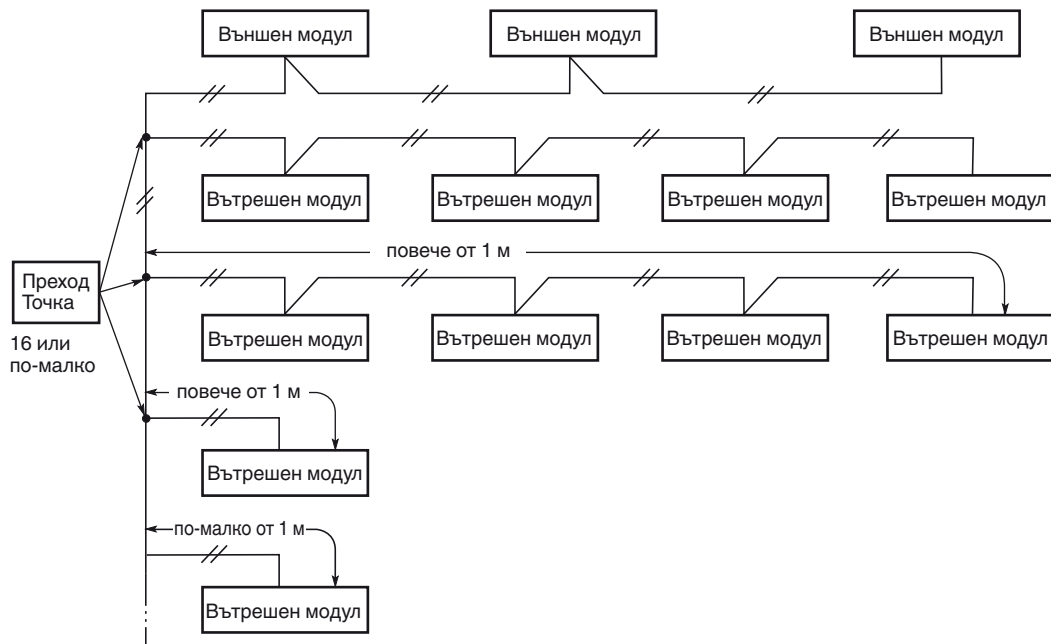 Външен модул
Външен модул
Външен модул
Вътрешен модул
Вътрешен модул
Вътрешен модул
Вътрешен модул
повече от 1 м
Преход
Точка
16 или
по-малко
Вътрешен модул
Вътрешен модул
Вътрешен модул
Вътрешен модул
повече от 1 м
Вътрешен модул
по-малко от 1 м
Вътрешен модул